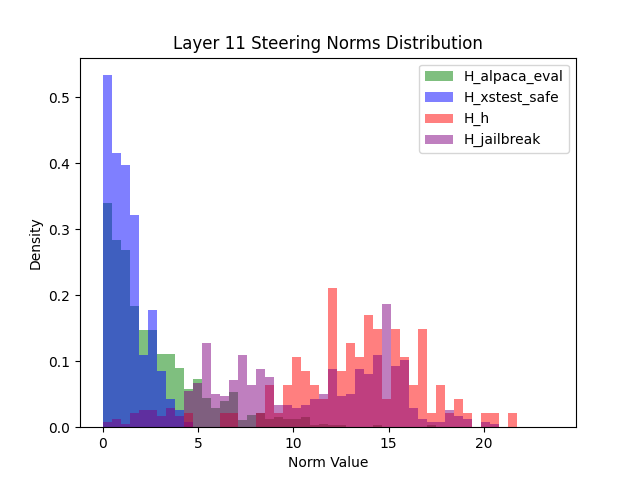 Layer 11 Steering Norms Distribution
H_alpaca_eval
H_xstest_safe
H_h
H_jailbreak
0.5
0.4
0.3
0.2
0.1
0.0
Density
0
5
10
15
20
Norm Value